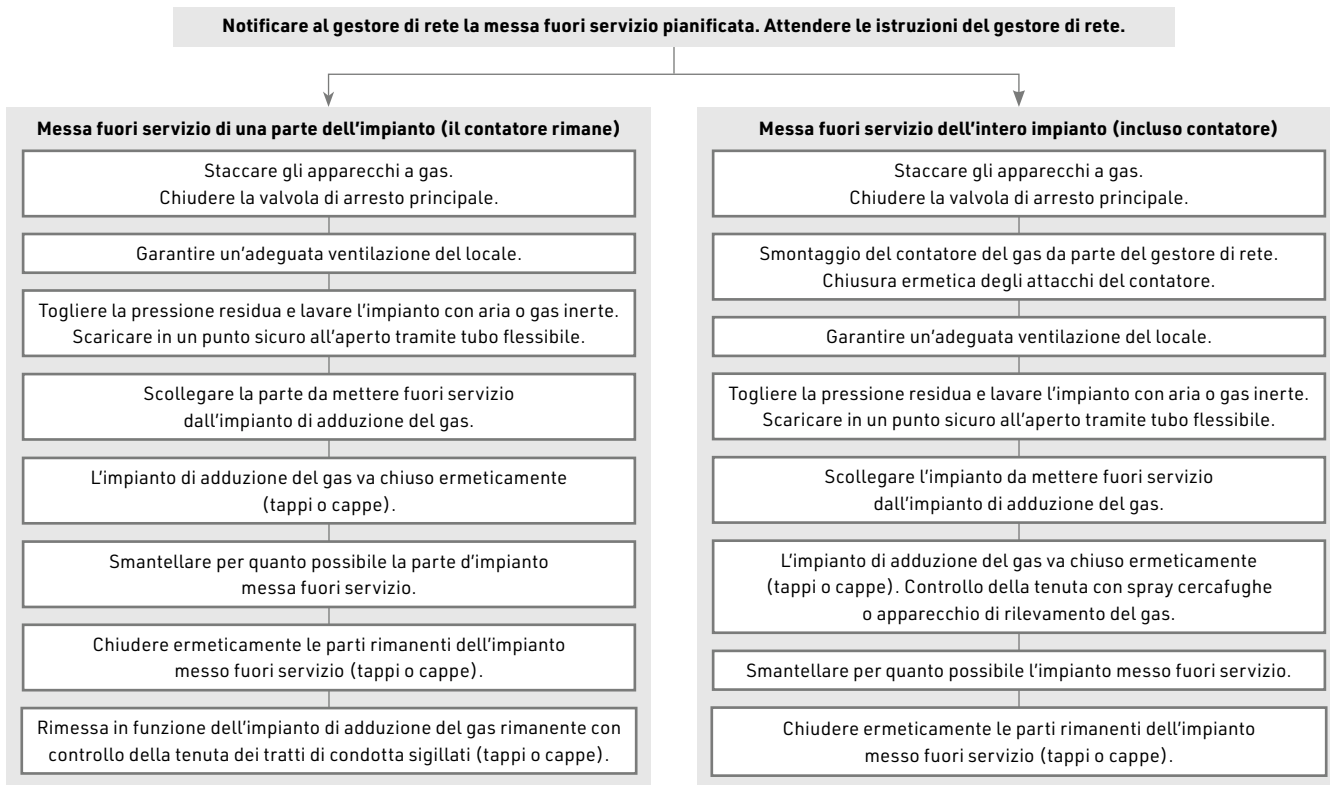 Notificare al gestore di rete la messa fuori servizio pianificata. Attendere le istruzioni del gestore di rete.
Messa fuori servizio di una parte dell'impianto (il contatore rimane)
Staccare gli apparecchi a gas.
Chiudere la valvola di arresto principale.
Garantire un'adeguata ventilazione del locale.
Togliere la pressione residua e lavare l'impianto con aria o gas inerte.
Scaricare in un punto sicuro all'aperto tramite tubo flessibile.
Scollegare la parte da mettere fuori servizio
dall'impianto di adduzione del gas.
L'impianto di adduzione del gas va chiuso ermeticamente
(tappi o cappe).
Smantellare per quanto possibile la parte d'impianto
messa fuori servizio.
Chiudere ermeticamente le parti rimanenti dell'impianto
messo fuori servizio (tappi o cappe).
Rimessa in funzione dell'impianto di adduzione del gas rimanente con
controllo della tenuta dei tratti di condotta sigillati (tappi o cappe).
Messa fuori servizio dell'intero impianto (incluso contatore)
Staccare gli apparecchi a gas.
Chiudere la valvola di arresto principale.
Smontaggio del contatore del gas da parte del gestore di rete.
Chiusura ermetica degli attacchi del contatore.
Garantire un'adeguata ventilazione del locale.
Togliere la pressione residua e lavare l'impianto con aria o gas inerte.
Scaricare in un punto sicuro all'aperto tramite tubo flessibile.
Scollegare l'impianto da mettere fuori servizio
dall'impianto di adduzione del gas.
L'impianto di adduzione del gas va chiuso ermeticamente
(tappi o cappe). Controllo della tenuta con spray cercafughe
o apparecchio di rilevamento del gas.
Smantellare per quanto possibile l'impianto messo fuori servizio.
Chiudere ermeticamente le parti rimanenti dell'impianto
messo fuori servizio (tappi o cappe).